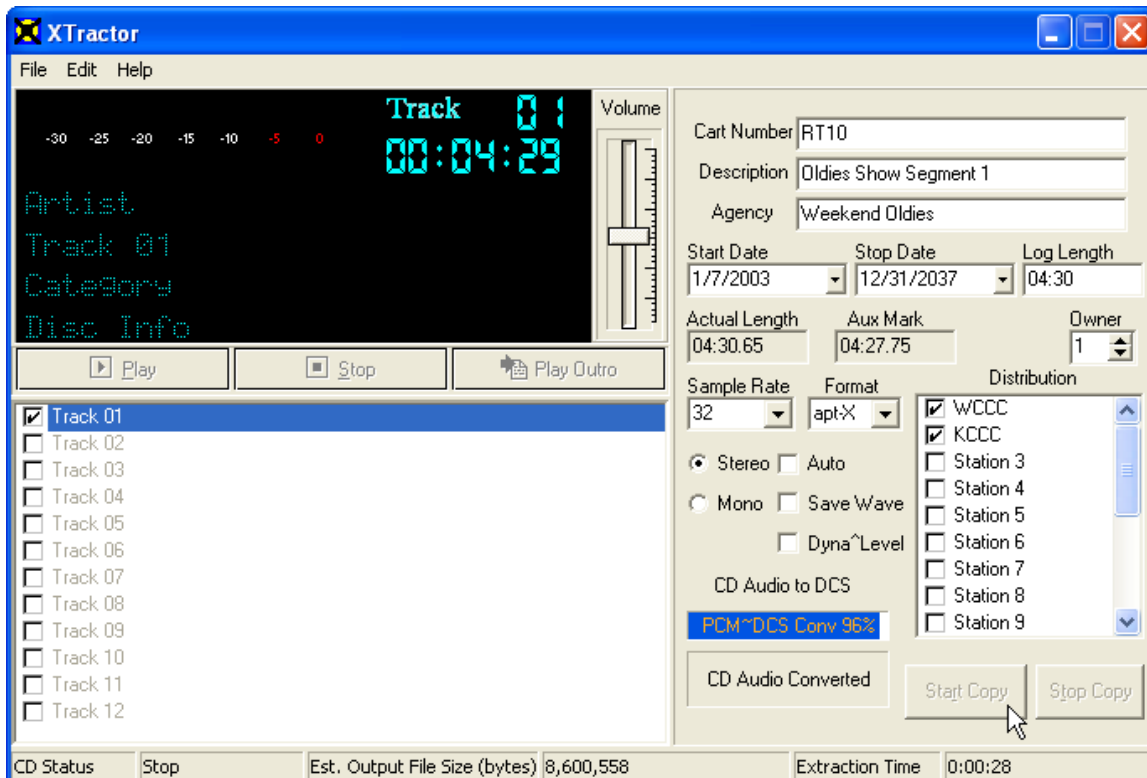 XTractor
File Edit Help
-30 -25 -20 -15 -10 -5 0
Track 01
00:04:29
Artist
Track 01
Category
Disc Info
Volume
Play Stop Play Outro
Track 01
Track 02
Track 03
Track 04
Track 05
Track 06
Track 07
Track 08
Track 09
Track 10
Track 11
Track 12
Cart Number RT10
Description Oldies Show Segment 1
Agency Weekend Oldies
Start Date Stop Date Log Length
1/7/2003 12/31/2037 04:30
Actual Length Aux Mark Owner
04:30.65 04:27.75 1
Sample Rate Format Distribution
32 apt-X
Stereo Auto
Mono Save Wave
Dyna^Level
WCCC
KCCC
Station 3
Station 4
Station 5
Station 6
Station 7
Station 8
Station 9
CD Audio to DCS
PCM~DCS Conv 96%
CD Audio Converted
Start Copy Stop Copy
CD Status Stop Est. Output File Size (bytes) 8,600,558 Extraction Time 0:00:28